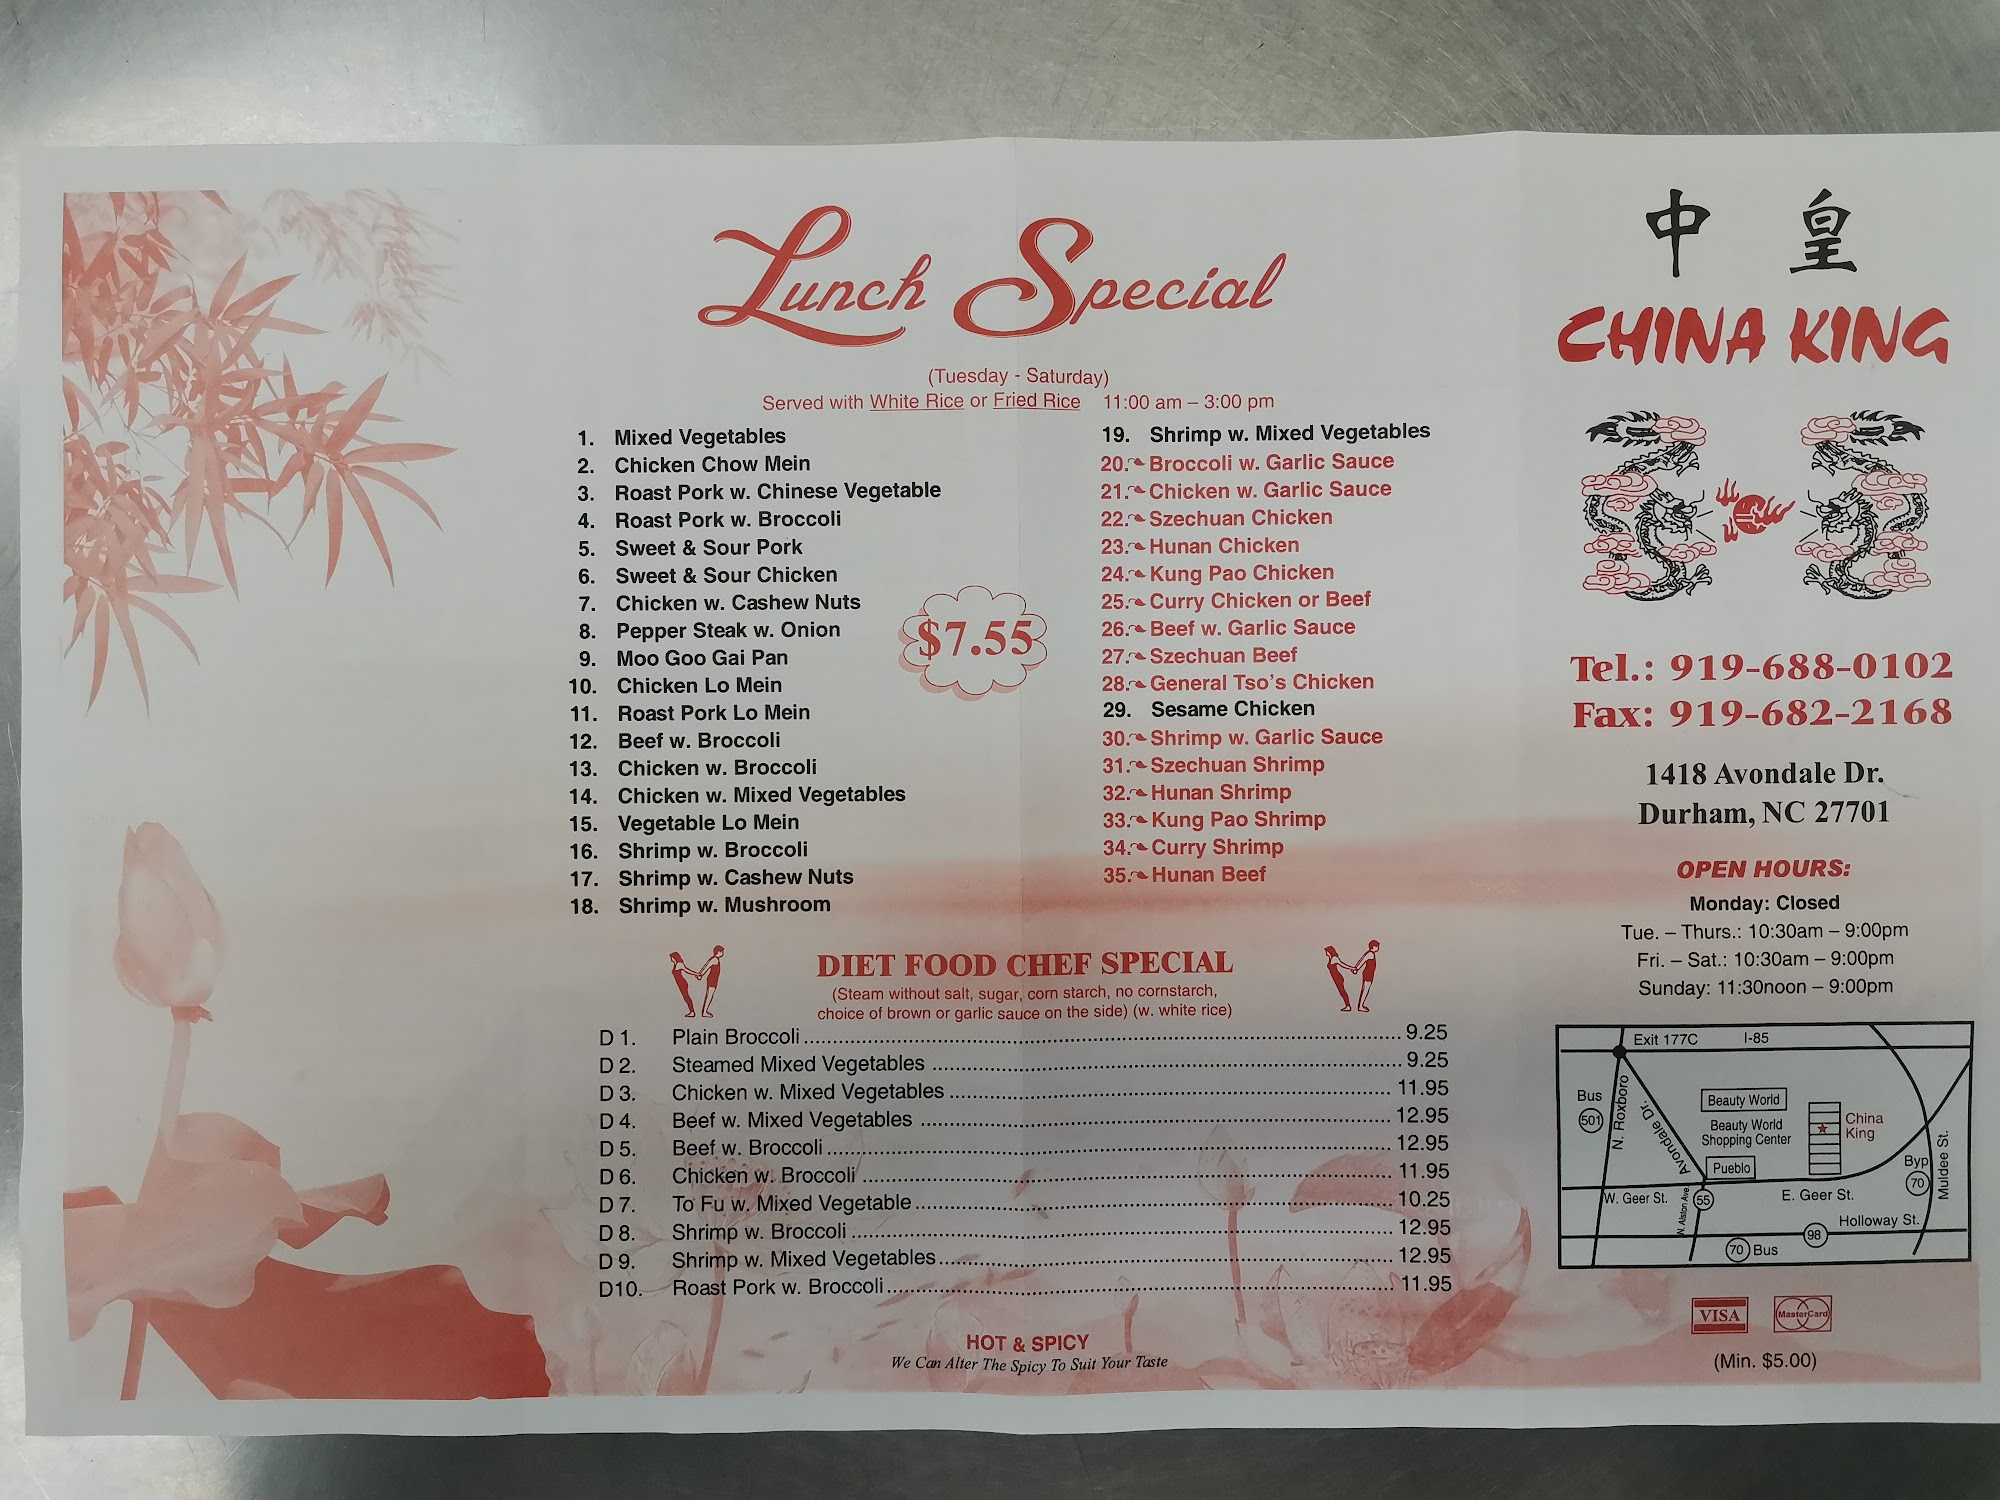 Lunch Special
(Tuesday - Saturday)
Served with White Rice or Fried Rice 11:00 am – 3:00 pm
1. Mixed Vegetables
2. Chicken Chow Mein
3. Roast Pork w. Chinese Vegetable
4. Roast Pork w. Broccoli
5. Sweet & Sour Pork
6. Sweet & Sour Chicken
7. Chicken w. Cashew Nuts
8. Pepper Steak w. Onion
9. Moo Goo Gai Pan
10. Chicken Lo Mein
11. Roast Pork Lo Mein
12. Beef w. Broccoli
13. Chicken w. Broccoli
14. Chicken w. Mixed Vegetables
15. Vegetable Lo Mein
16. Shrimp w. Broccoli
17. Shrimp w. Cashew Nuts
18. Shrimp w. Mushroom
$7.55
19. Shrimp w. Mixed Vegetables
20. Broccoli w. Garlic Sauce
21. Chicken w. Garlic Sauce
22. Szechuan Chicken
23. Hunan Chicken
24. Kung Pao Chicken
25. Curry Chicken or Beef
26. Beef w. Garlic Sauce
27. Szechuan Beef
28. General Tso's Chicken
29. Sesame Chicken
30. Shrimp w. Garlic Sauce
31. Szechuan Shrimp
32. Hunan Shrimp
33. Kung Pao Shrimp
34. Curry Shrimp
35. Hunan Beef
DIET FOOD CHEF SPECIAL
(Steam without salt, sugar, corn starch, no cornstarch,
choice of brown or garlic sauce on the side) (w. white rice)
D 1. Plain Broccoli 9.25
D 2. Steamed Mixed Vegetables 9.25
D 3. Chicken w. Mixed Vegetables 11.95
D 4. Beef w. Mixed Vegetables 12.95
D 5. Beef w. Broccoli 12.95
D 6. Chicken w. Broccoli 11.95
D 7. To Fu w. Mixed Vegetable 10.25
D 8. Shrimp w. Broccoli 12.95
D 9. Shrimp w. Mixed Vegetables 12.95
D10. Roast Pork w. Broccoli 11.95
HOT & SPICY
We Can Alter The Spicy To Suit Your Taste
中 皇
CHINA KING
Tel.: 919-688-0102
Fax: 919-682-2168
1418 Avondale Dr.
Durham, NC 27701
OPEN HOURS:
Monday: Closed
Tue. – Thurs.: 10:30am – 9:00pm
Fri. – Sat.: 10:30am – 9:00pm
Sunday: 11:30noon – 9:00pm
Exit 177C I-85
Bus
501
N. Roxboro
Avondale Dr.
Beauty World
Beauty World
Shopping Center
Pueblo
China
King
Byp
70
Muldee St.
W. Geer St.
N. Alston Ave.
55
E. Geer St.
Holloway St.
98
70 Bus
VISA
MasterCard
(Min. $5.00)